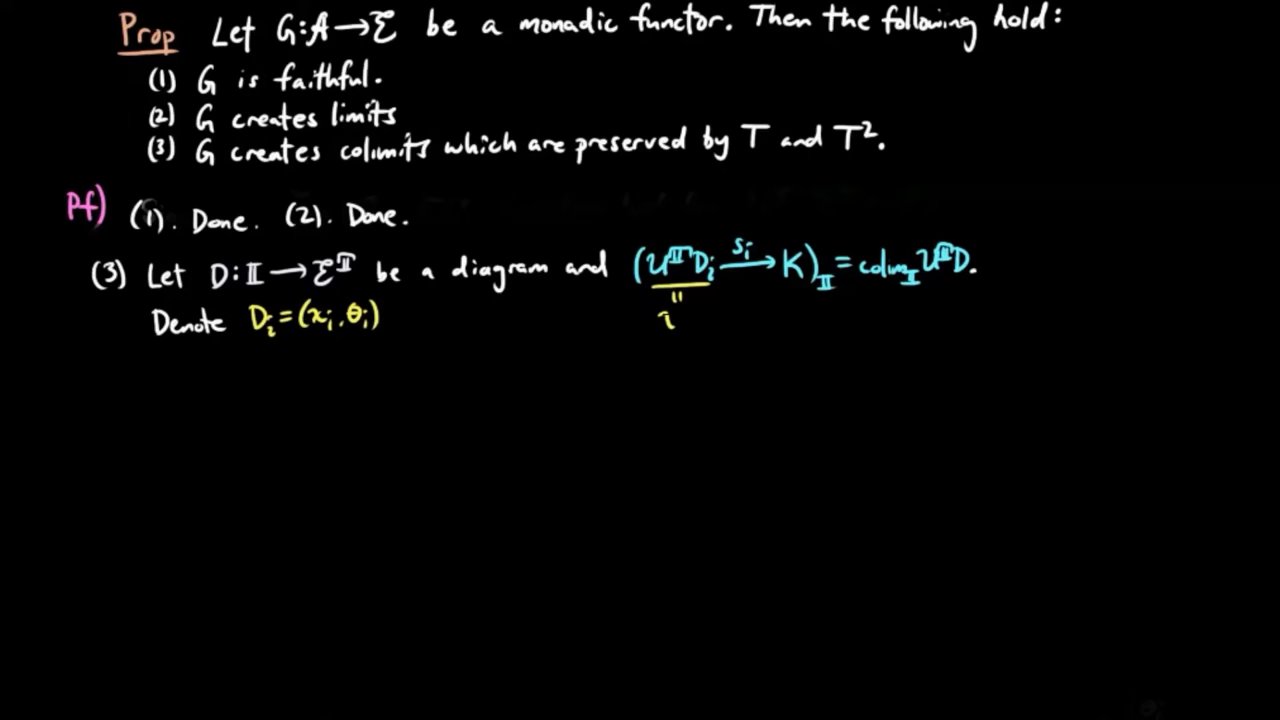 Prop Let G: A → ℰ be a monadic functor. Then the following hold:
(1) G is faithful.
(2) G creates limits
(3) G creates colimits which are preserved by T and T².
Pf) (1). Done. (2). Done.
(3) Let D: 𝕀 → ℰ^𝕋 be a diagram and (U^𝕋 D_i --s_i--> K)_𝕀 = colim_𝕀 U^𝕋 D.
Denote D_i = (x_i, θ_i)